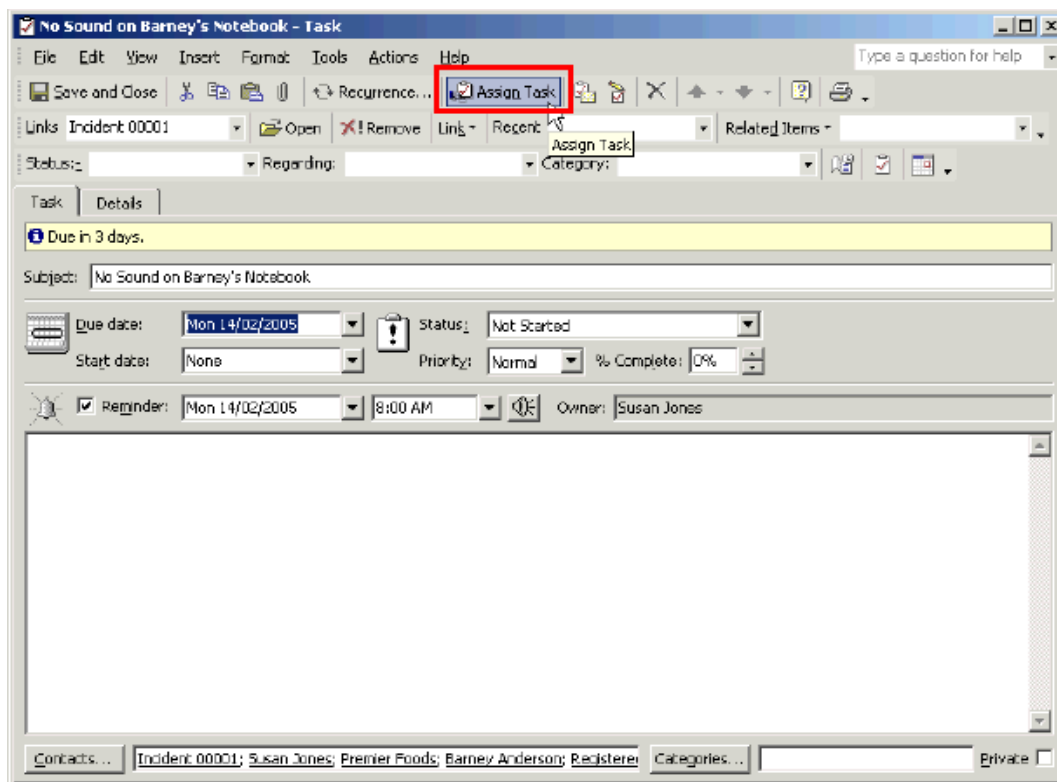 No Sound on Barney's Notebook - Task
File Edit View Insert Format Tools Actions Help Type a question for help
Save and Close Recurrence... Assign Task
Links Incident 00001 Open Remove Link Recent Related Items
Assign Task
Status: Regarding: Category:
Task Details
Due in 3 days.
Subject: No Sound on Barney's Notebook
Due date: Mon 14/02/2005 Status: Not Started
Start date: None Priority: Normal % Complete: 0%
Reminder: Mon 14/02/2005 8:00 AM Owner: Susan Jones
Contacts... Incident 00001; Susan Jones; Premier Foods; Barney Anderson; Registere Categories... Private